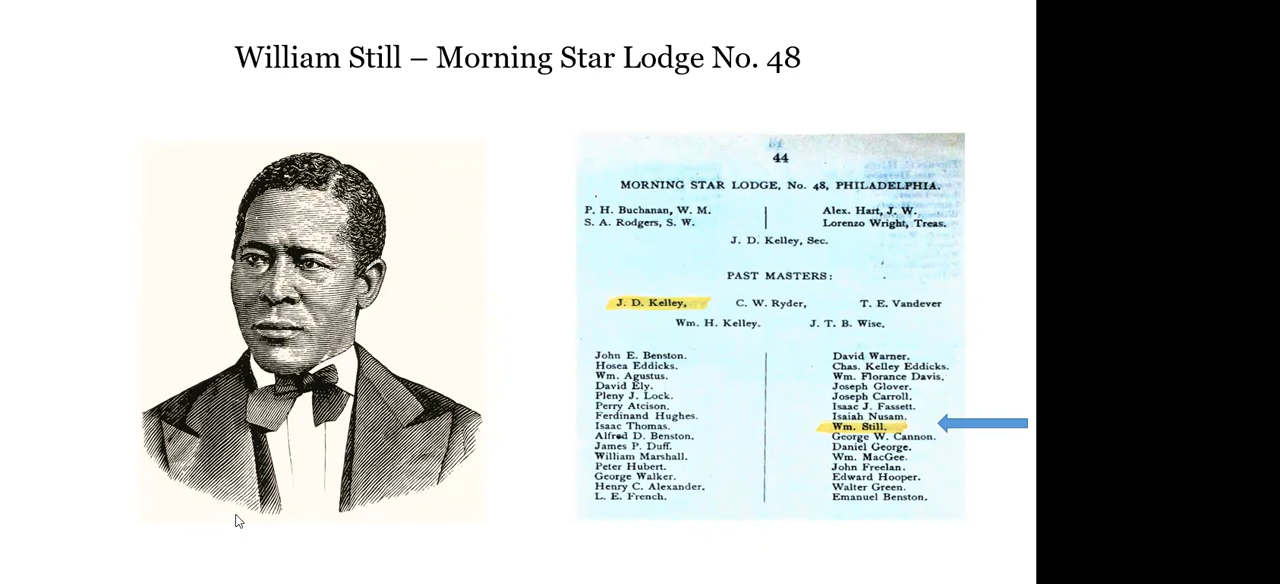 William Still – Morning Star Lodge No. 48
44
MORNING STAR LODGE, No. 48, PHILADELPHIA.
P. H. Buchanan, W. M.
S. A. Rodgers, S. W.
Alex. Hart, J. W.
Lorenzo Wright, Treas.
J. D. Kelley, Sec.
PAST MASTERS:
J. D. Kelley, C. W. Ryder, T. E. Vandever
Wm. H. Kelley. J. T. B. Wise.
John E. Benston.
Hosea Eddicks.
Wm. Agustus.
David Ely.
Pleny J. Lock.
Perry Atcison.
Ferdinand Hughes.
Isaac Thomas.
Alfred D. Benston.
James P. Duff.
William Marshall.
Peter Hubert.
George Walker.
Henry C. Alexander.
L. E. French.
David Warner.
Chas. Kelley Eddicks.
Wm. Florance Davis.
Joseph Glover.
Joseph Carroll.
Isaac J. Fassett.
Isaiah Nusam.
Wm. Still.
George W. Cannon.
Daniel George.
Wm. MacGee.
John Freelan.
Edward Hooper.
Walter Green.
Emanuel Benston.